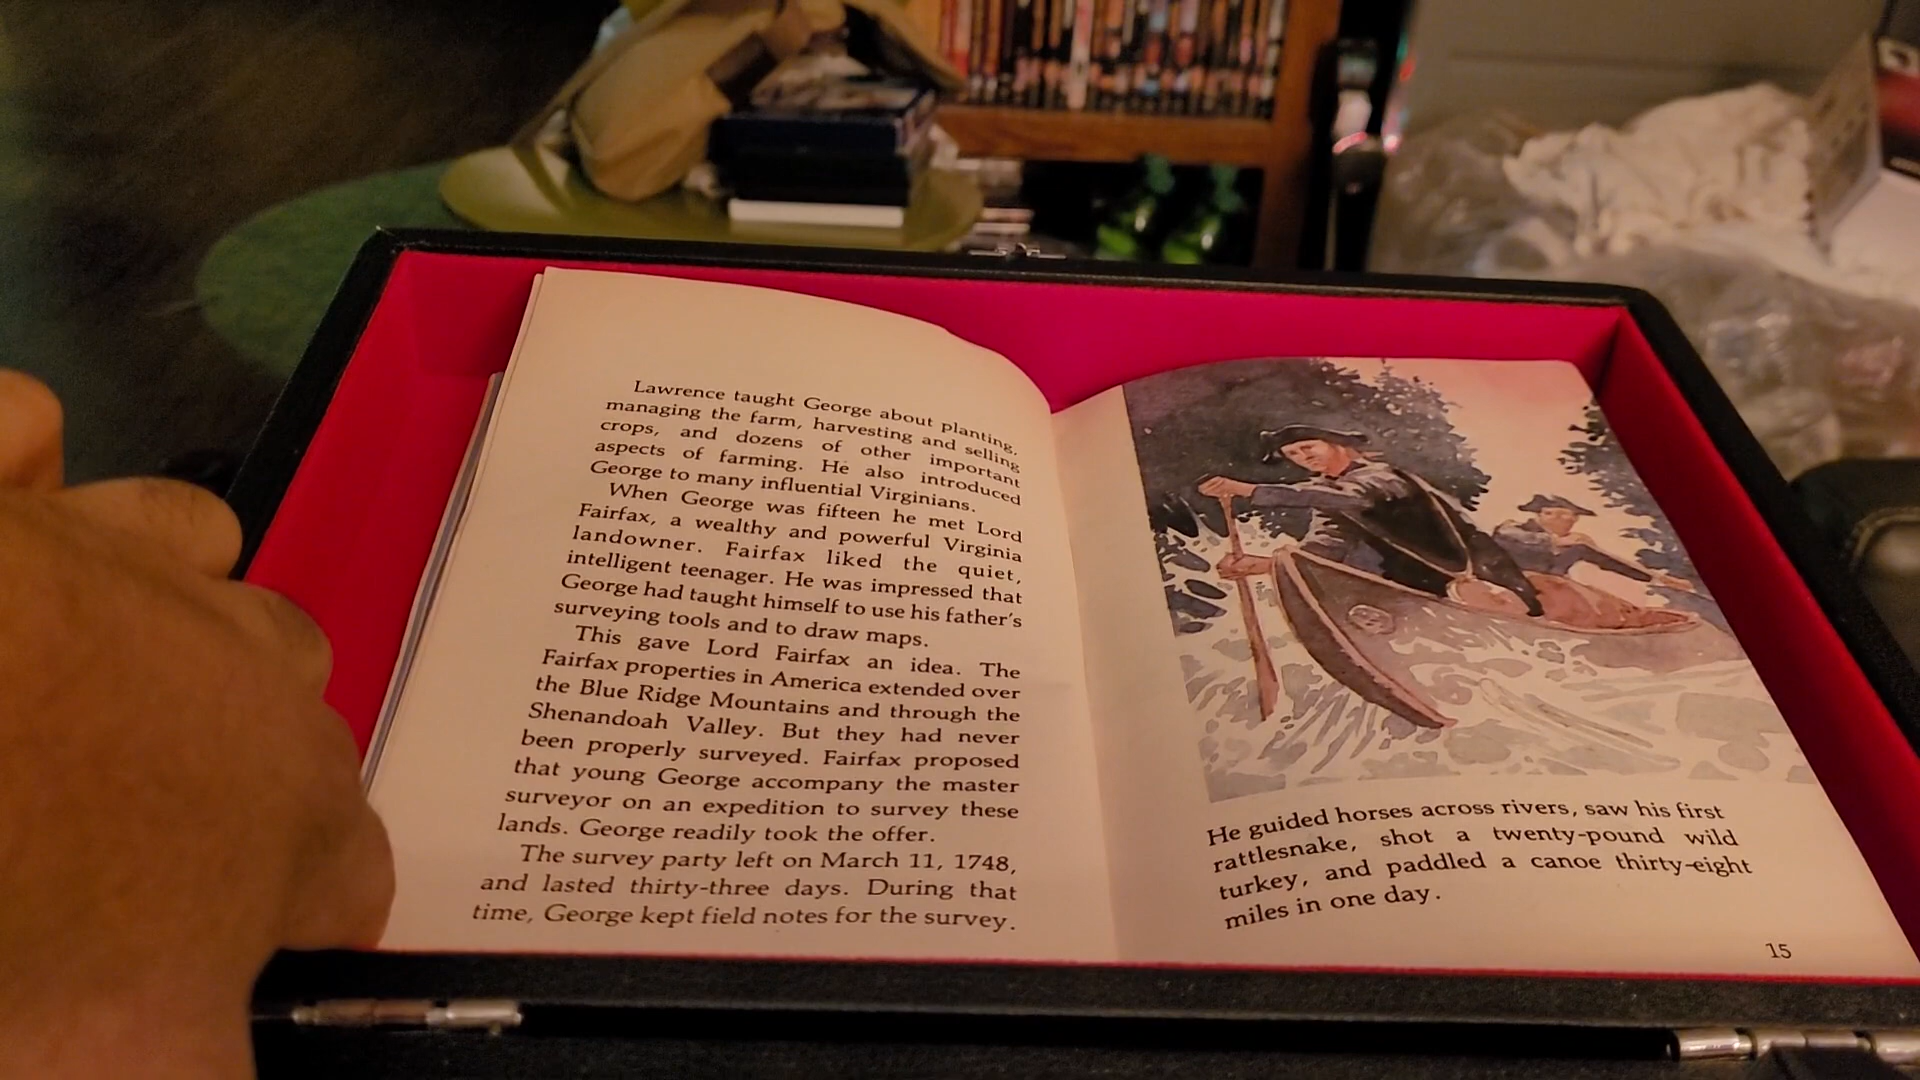 Lawrence taught George about planting,
managing the farm, harvesting and selling
crops, and dozens of other important
aspects of farming. He also introduced
George to many influential Virginians.
When George was fifteen he met Lord
Fairfax, a wealthy and powerful Virginia
landowner. Fairfax liked the quiet,
intelligent teenager. He was impressed that
George had taught himself to use his father's
surveying tools and to draw maps.
This gave Lord Fairfax an idea. The
Fairfax properties in America extended over
the Blue Ridge Mountains and through the
Shenandoah Valley. But they had never
been properly surveyed. Fairfax proposed
that young George accompany the master
surveyor on an expedition to survey these
lands. George readily took the offer.
The survey party left on March 11, 1748,
and lasted thirty-three days. During that
time, George kept field notes for the survey.
He guided horses across rivers, saw his first
rattlesnake, shot a twenty-pound wild
turkey, and paddled a canoe thirty-eight
miles in one day.
15